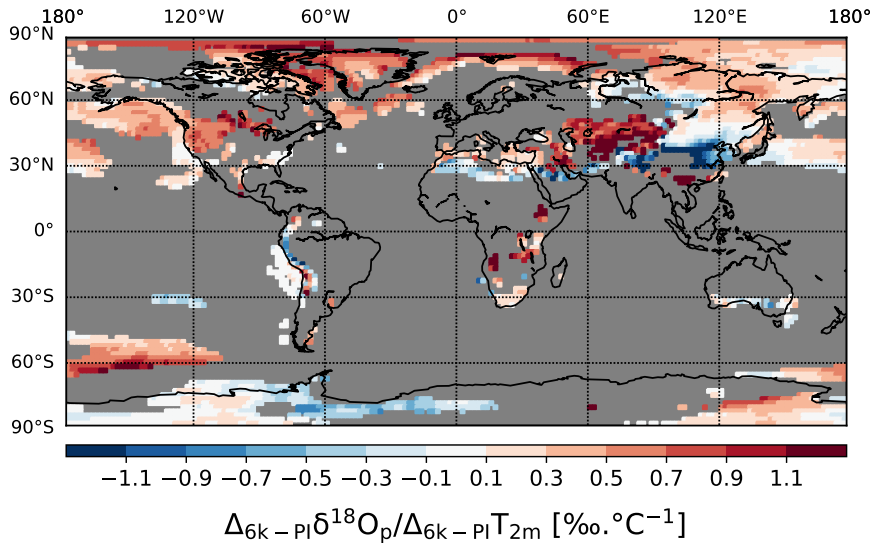 180° 120°W 60°W 0° 60°E 120°E 180°
90°N
60°N
30°N
0°
30°S
60°S
90°S
−1.1 −0.9 −0.7 −0.5 −0.3 −0.1 0.1 0.3 0.5 0.7 0.9 1.1
Δ₆ₖ₋PIδ¹⁸Oₚ/Δ₆ₖ₋PIT₂ₘ [‰.°C⁻¹]